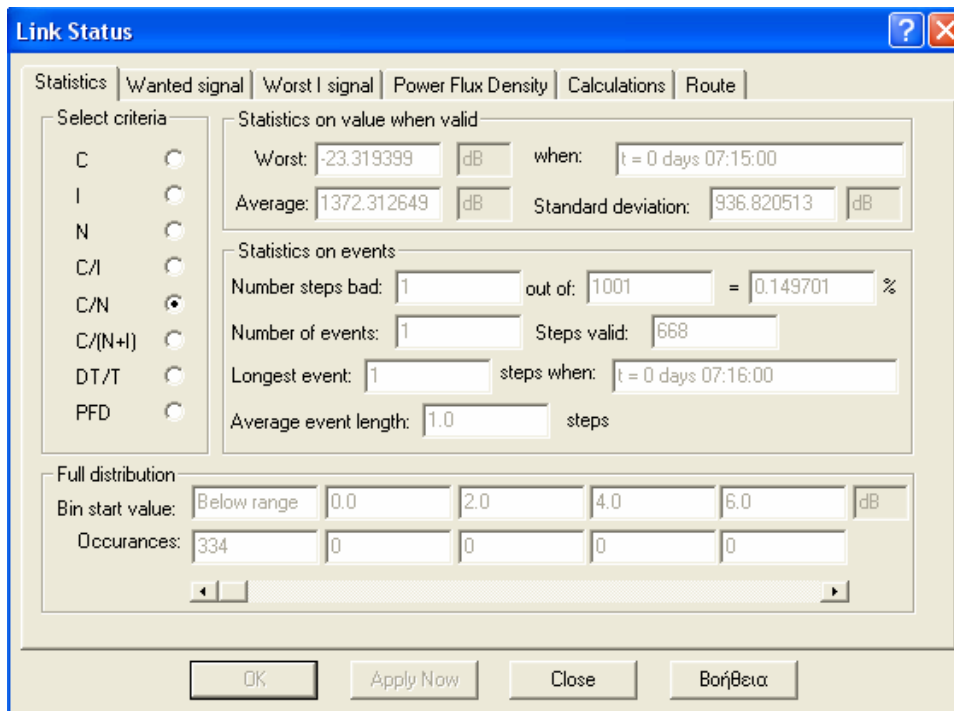 Link Status
Statistics Wanted signal Worst I signal Power Flux Density Calculations Route
Select criteria
C
I
N
C/I
C/N
C/(N+I)
DT/T
PFD
Statistics on value when valid
Worst: -23.319399 dB when: t = 0 days 07:15:00
Average: 1372.312649 dB Standard deviation: 936.820513 dB
Statistics on events
Number steps bad: 1 out of: 1001 = 0.149701 %
Number of events: 1 Steps valid: 668
Longest event: 1 steps when: t = 0 days 07:16:00
Average event length: 1.0 steps
Full distribution
Bin start value: Below range 0.0 2.0 4.0 6.0 dB
Occurances: 334 0 0 0 0
OK Apply Now Close Βοήθεια